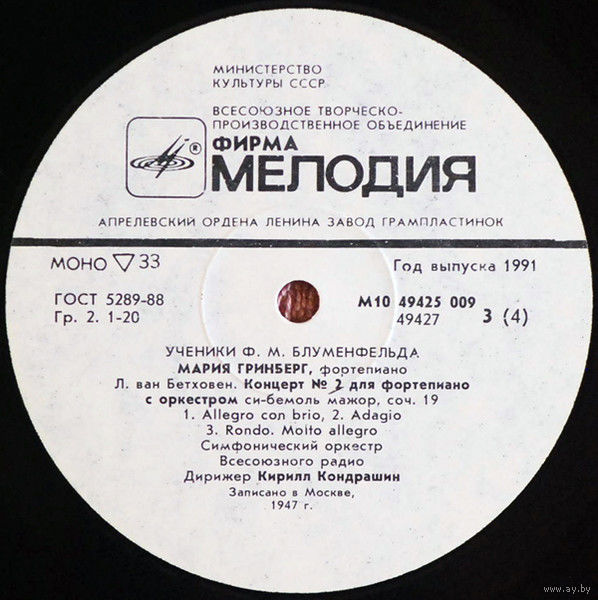 МИНИСТЕРСТВО
КУЛЬТУРЫ СССР
ВСЕСОЮЗНОЕ ТВОРЧЕСКО-
ПРОИЗВОДСТВЕННОЕ ОБЪЕДИНЕНИЕ
ФИРМА
® МЕЛОДИЯ
АПРЕЛЕВСКИЙ ОРДЕНА ЛЕНИНА ЗАВОД ГРАМПЛАСТИНОК
МОНО ▽ 33
Год выпуска 1991
ГОСТ 5289-88
М10 49425 009
Гр. 2. 1-20
49427
3 (4)
УЧЕНИКИ Ф. М. БЛУМЕНФЕЛЬДА
МАРИЯ ГРИНБЕРГ, фортепиано
Л. ван Бетховен. Концерт № 2 для фортепиано
с оркестром си-бемоль мажор, соч. 19
1. Allegro con brio, 2. Adagio
3. Rondo. Molto allegro
Симфонический оркестр
Всесоюзного радио
Дирижер Кирилл Кондрашин
Записано в Москве,
1947 г.
www.ay.by